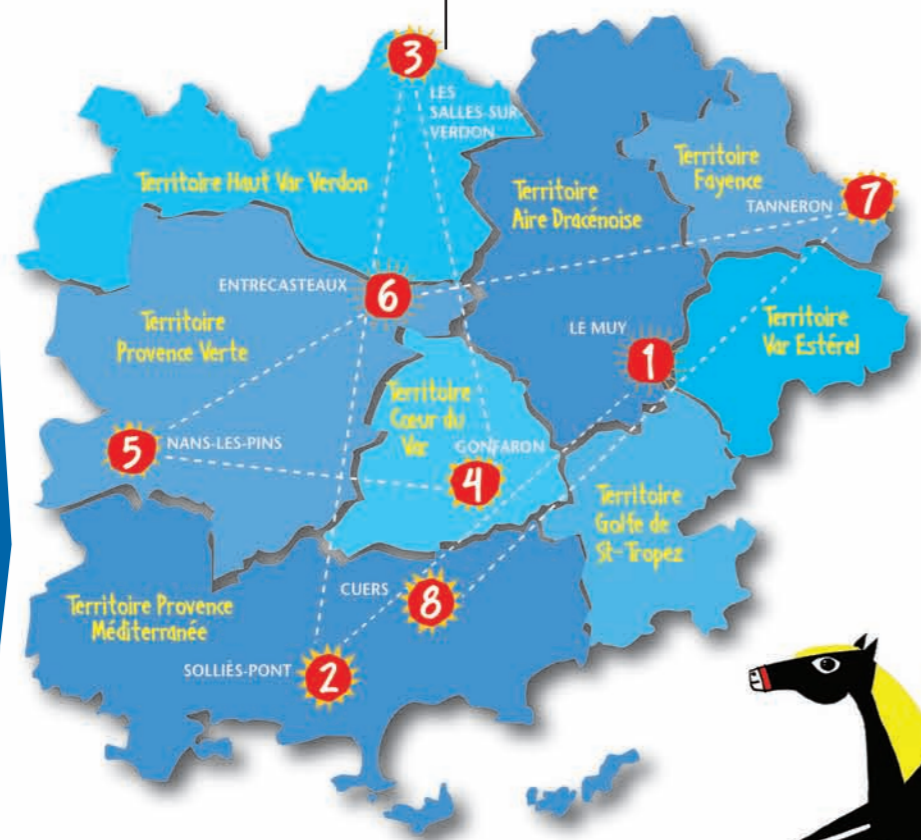 3
LES
SALLES-SUR-
VERDON
Territoire Haut Var Verdon
Territoire
Aire Dracénoise
Territoire
Fayence
TANNERON
7
ENTRECASTEAUX
6
Territoire
Provence Verte
LE MUY
1
Territoire
Var Estérel
Territoire
Cœur du
Var
5
NANS-LES-PINS
GONFARON
4
Territoire
Golfe de
St-Tropez
CUERS
8
Territoire Provence
Méditerranée
SOLLIÈS-PONT
2